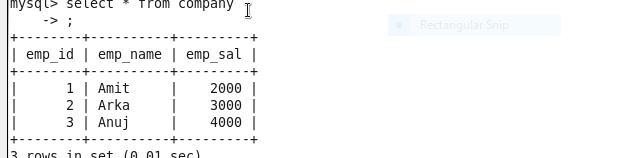 mysql> select * from company
    -> ;
+--------+----------+---------+
| emp_id | emp_name | emp_sal |
+--------+----------+---------+
|      1 | Amit     |    2000 |
|      2 | Arka     |    3000 |
|      3 | Anuj     |    4000 |
+--------+----------+---------+
3 rows in set (0.01 sec)
Rectangular Snip